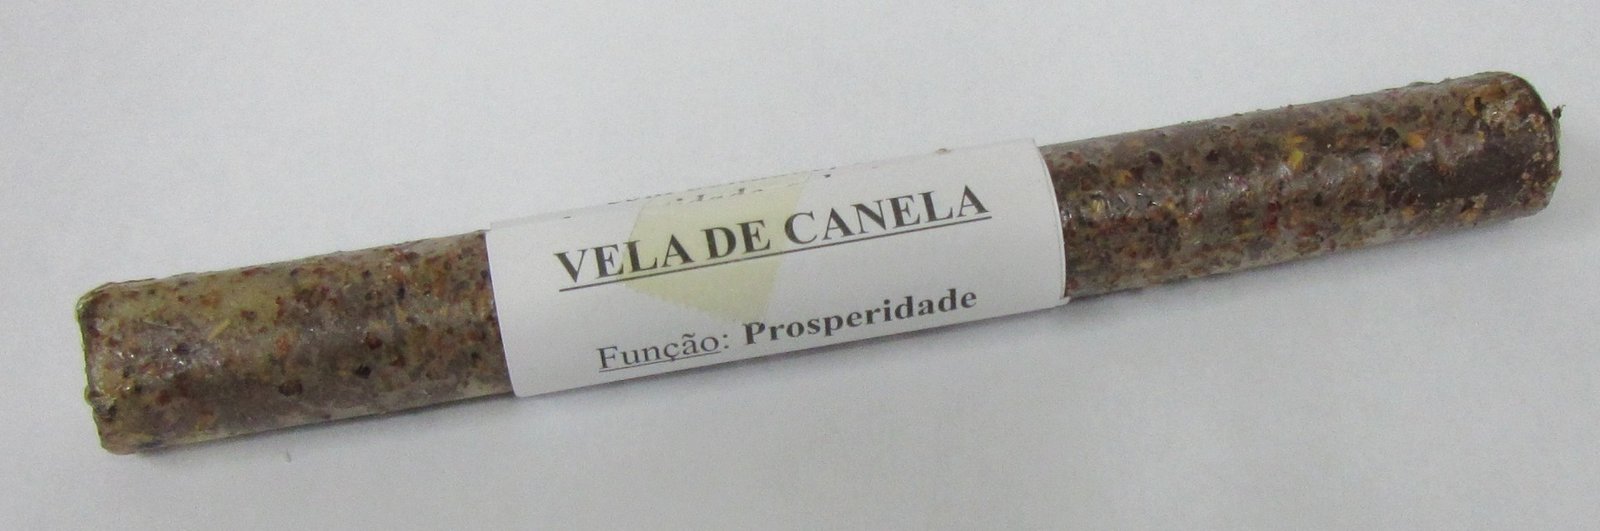 VELA DE CANELA
Função: Prosperidade